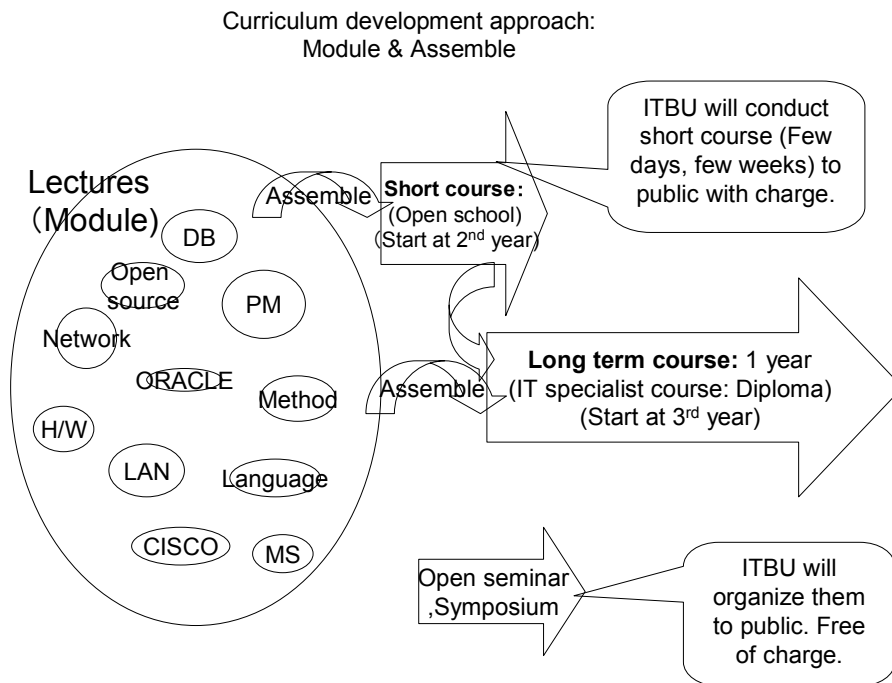 Curriculum development approach:
Module & Assemble
Lectures
（Module)
DB
Open
source
PM
Network
ORACLE
Method
H/W
LAN
Language
CISCO
MS
Assemble
Short course:
(Open school)
(Start at 2nd year)
ITBU will conduct
short course (Few
days, few weeks) to
public with charge.
Assemble
Long term course: 1 year
(IT specialist course: Diploma)
(Start at 3rd year)
Open seminar
,Symposium
ITBU will
organize them
to public. Free
of charge.